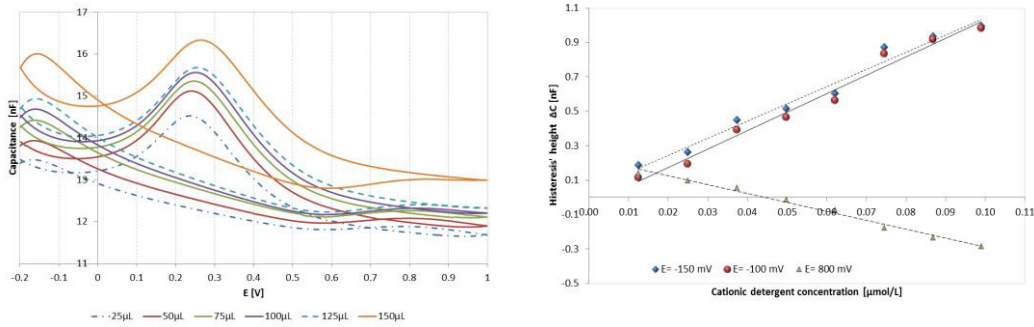 17
16
15
14
13
12
11
Capacitance [nF]
-0.2 -0.1 0 0.1 0.2 0.3 0.4 0.5 0.6 0.7 0.8 0.9 1
E [V]
25µL 50µL 75µL 100µL 125µL 150µL
1.1
0.9
0.7
0.5
0.3
0.1
-0.1
-0.3
-0.5
Histeresis' height ΔC [nF]
0.00 0.01 0.02 0.03 0.04 0.05 0.06 0.07 0.08 0.09 0.10 0.11
E= -150 mV E= -100 mV E= 800 mV
Cationic detergent concentration [µmol/L]